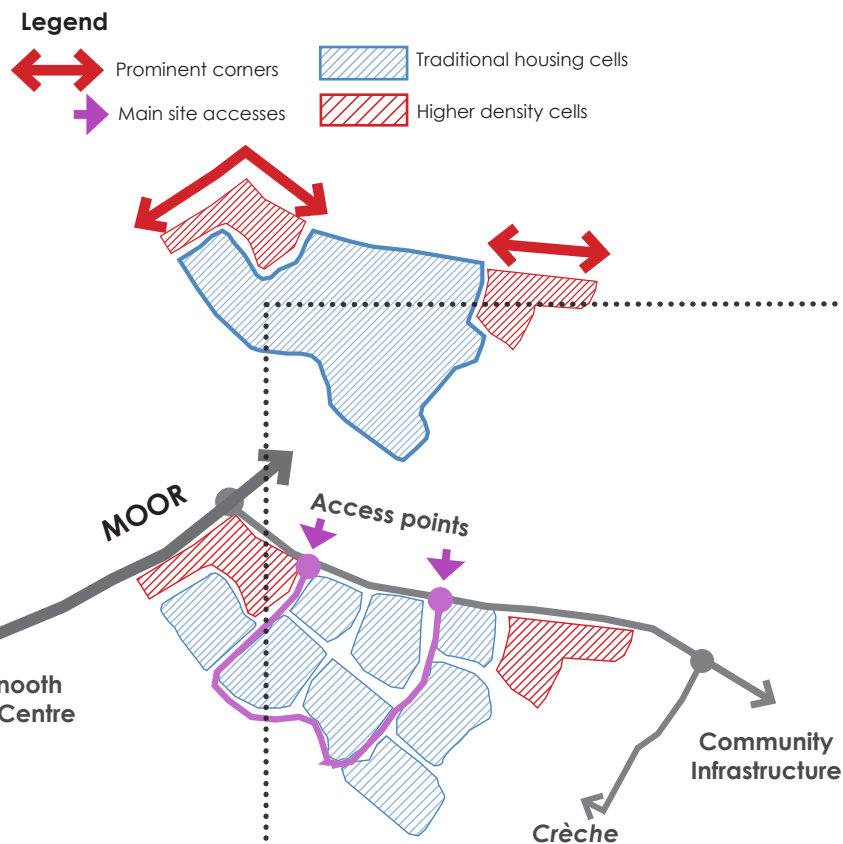 Legend
Prominent corners
Traditional housing cells
Main site accesses
Higher density cells
MOOR
Access points
nooth
Centre
Community
Infrastructure
Crèche